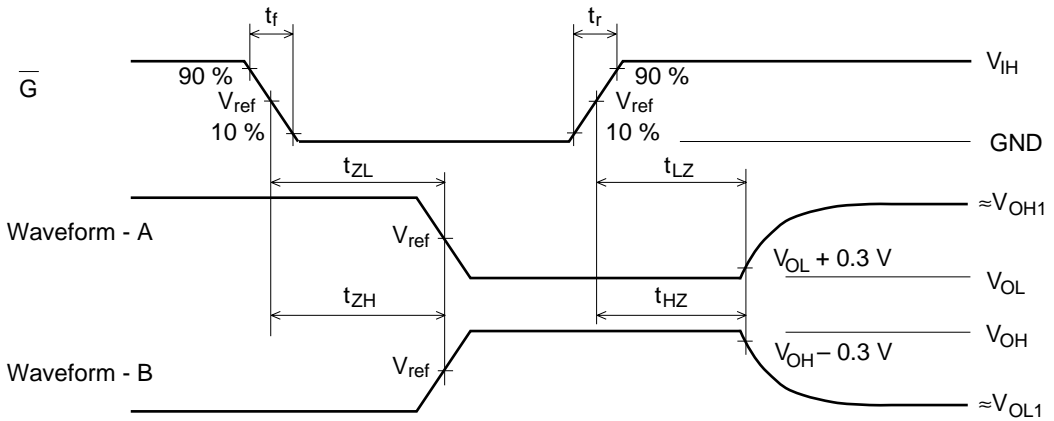 tf
tr
G
90 %
Vref
10 %
90 %
Vref
10 %
VIH
GND
tZL
tLZ
Waveform - A
Vref
VOL + 0.3 V
≈VOH1
VOL
tZH
tHZ
VOH
Waveform - B
Vref
VOH – 0.3 V
≈VOL1